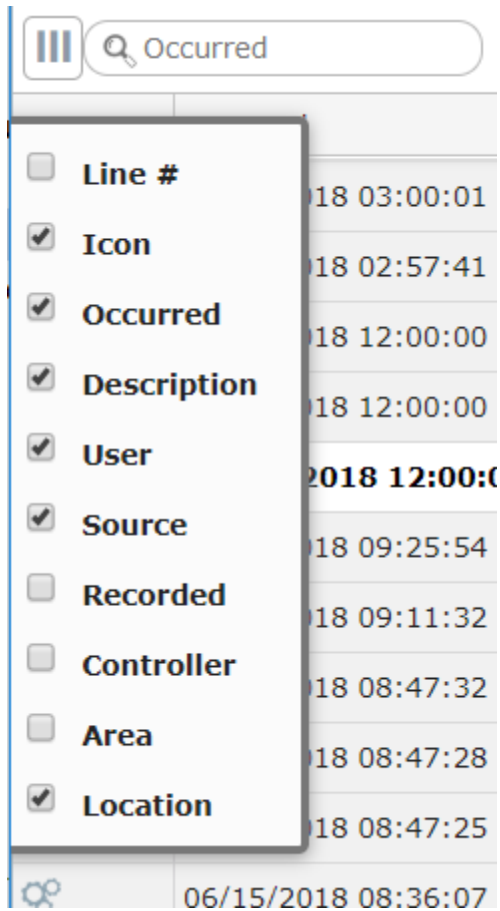 Occurred
Line #
18 03:00:01
Icon
18 02:57:41
Occurred
18 12:00:00
Description
18 12:00:00
User
2018 12:00:0
Source
18 09:25:54
Recorded
18 09:11:32
Controller
18 08:47:32
Area
18 08:47:28
Location
18 08:47:25
06/15/2018 08:36:07